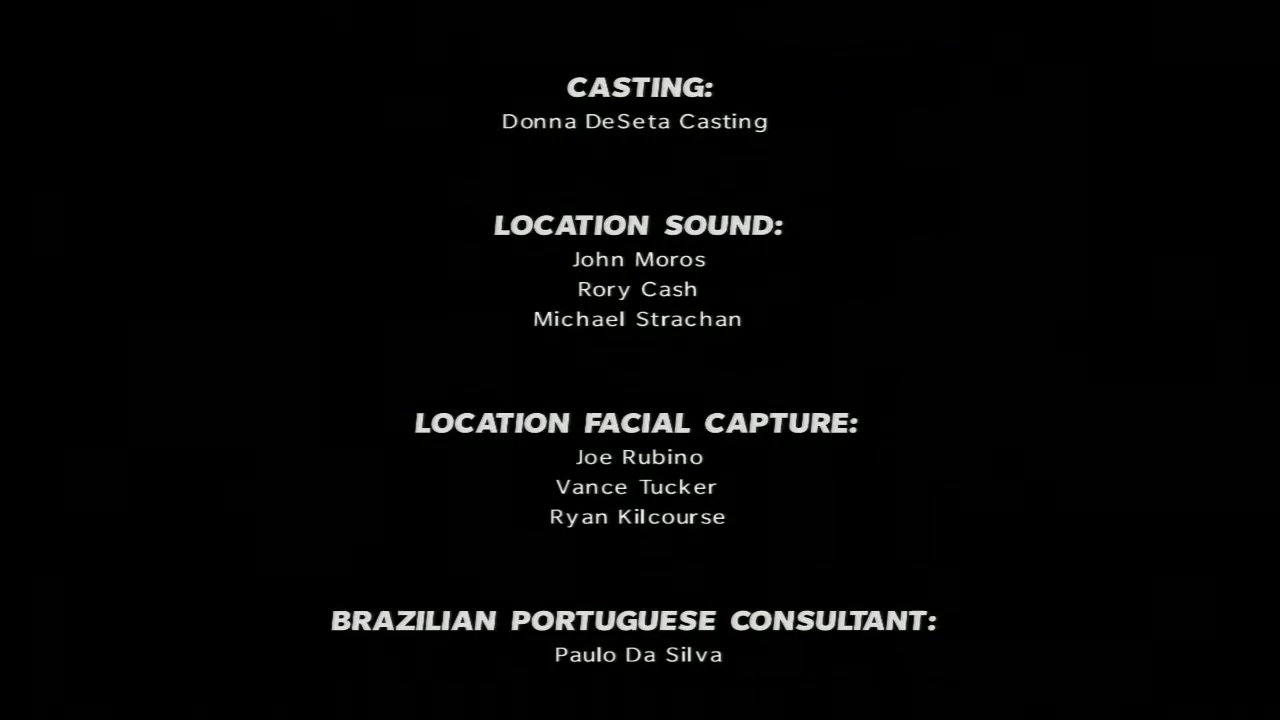 CASTING:
Donna DeSeta Casting
LOCATION SOUND:
John Moros
Rory Cash
Michael Strachan
LOCATION FACIAL CAPTURE:
Joe Rubino
Vance Tucker
Ryan Kilcourse
BRAZILIAN PORTUGUESE CONSULTANT:
Paulo Da Silva